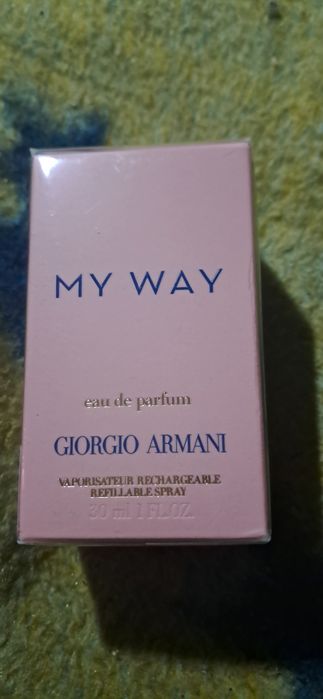 MY WAY
eau de parfum
GIORGIO ARMANI
VAPORISATEUR RECHARGEABLE
REFILLABLE SPRAY
30 ml 1 FL.OZ.